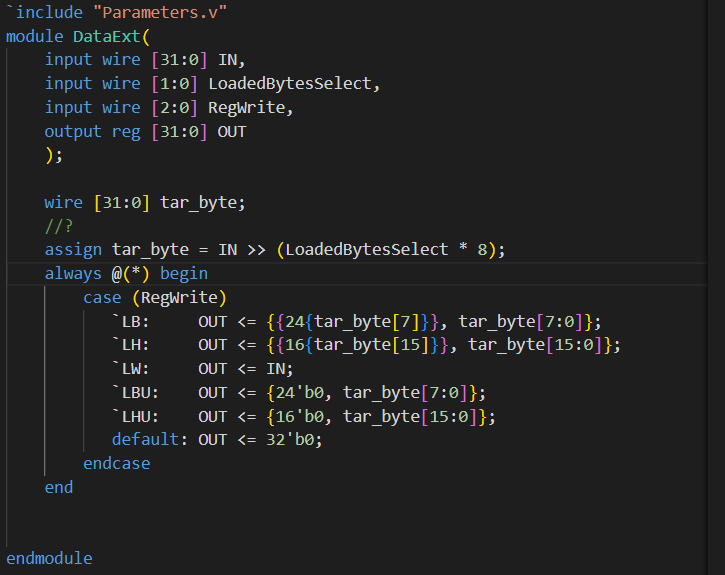 `include "Parameters.v"
module DataExt(
    input wire [31:0] IN,
    input wire [1:0] LoadedBytesSelect,
    input wire [2:0] RegWrite,
    output reg [31:0] OUT
    );
    wire [31:0] tar_byte;
    //?
    assign tar_byte = IN >> (LoadedBytesSelect * 8);
    always @(*) begin
        case (RegWrite)
           `LB:     OUT <= {{24{tar_byte[7]}}, tar_byte[7:0]};
           `LH:     OUT <= {{16{tar_byte[15]}}, tar_byte[15:0]};
           `LW:     OUT <= IN;
           `LBU:    OUT <= {24'b0, tar_byte[7:0]};
           `LHU:    OUT <= {16'b0, tar_byte[15:0]};
           default: OUT <= 32'b0;
        endcase
    end
endmodule